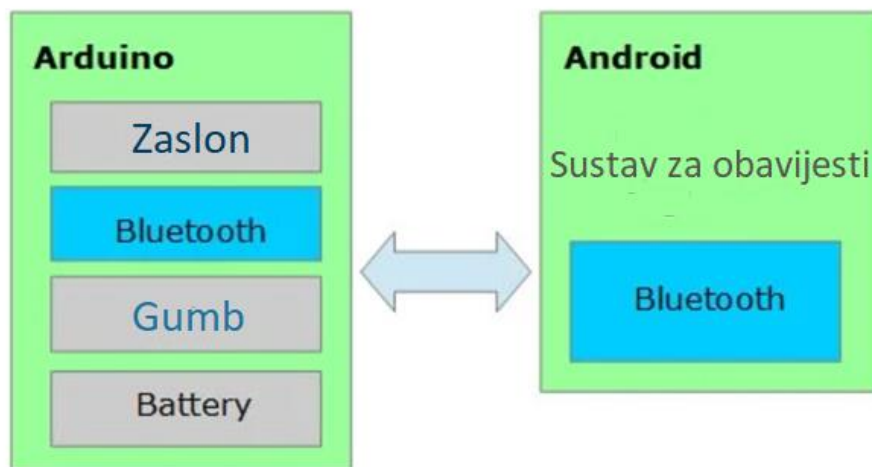 Arduino
Zaslon
Bluetooth
Gumb
Battery
Android
Sustav za obavijesti
Bluetooth